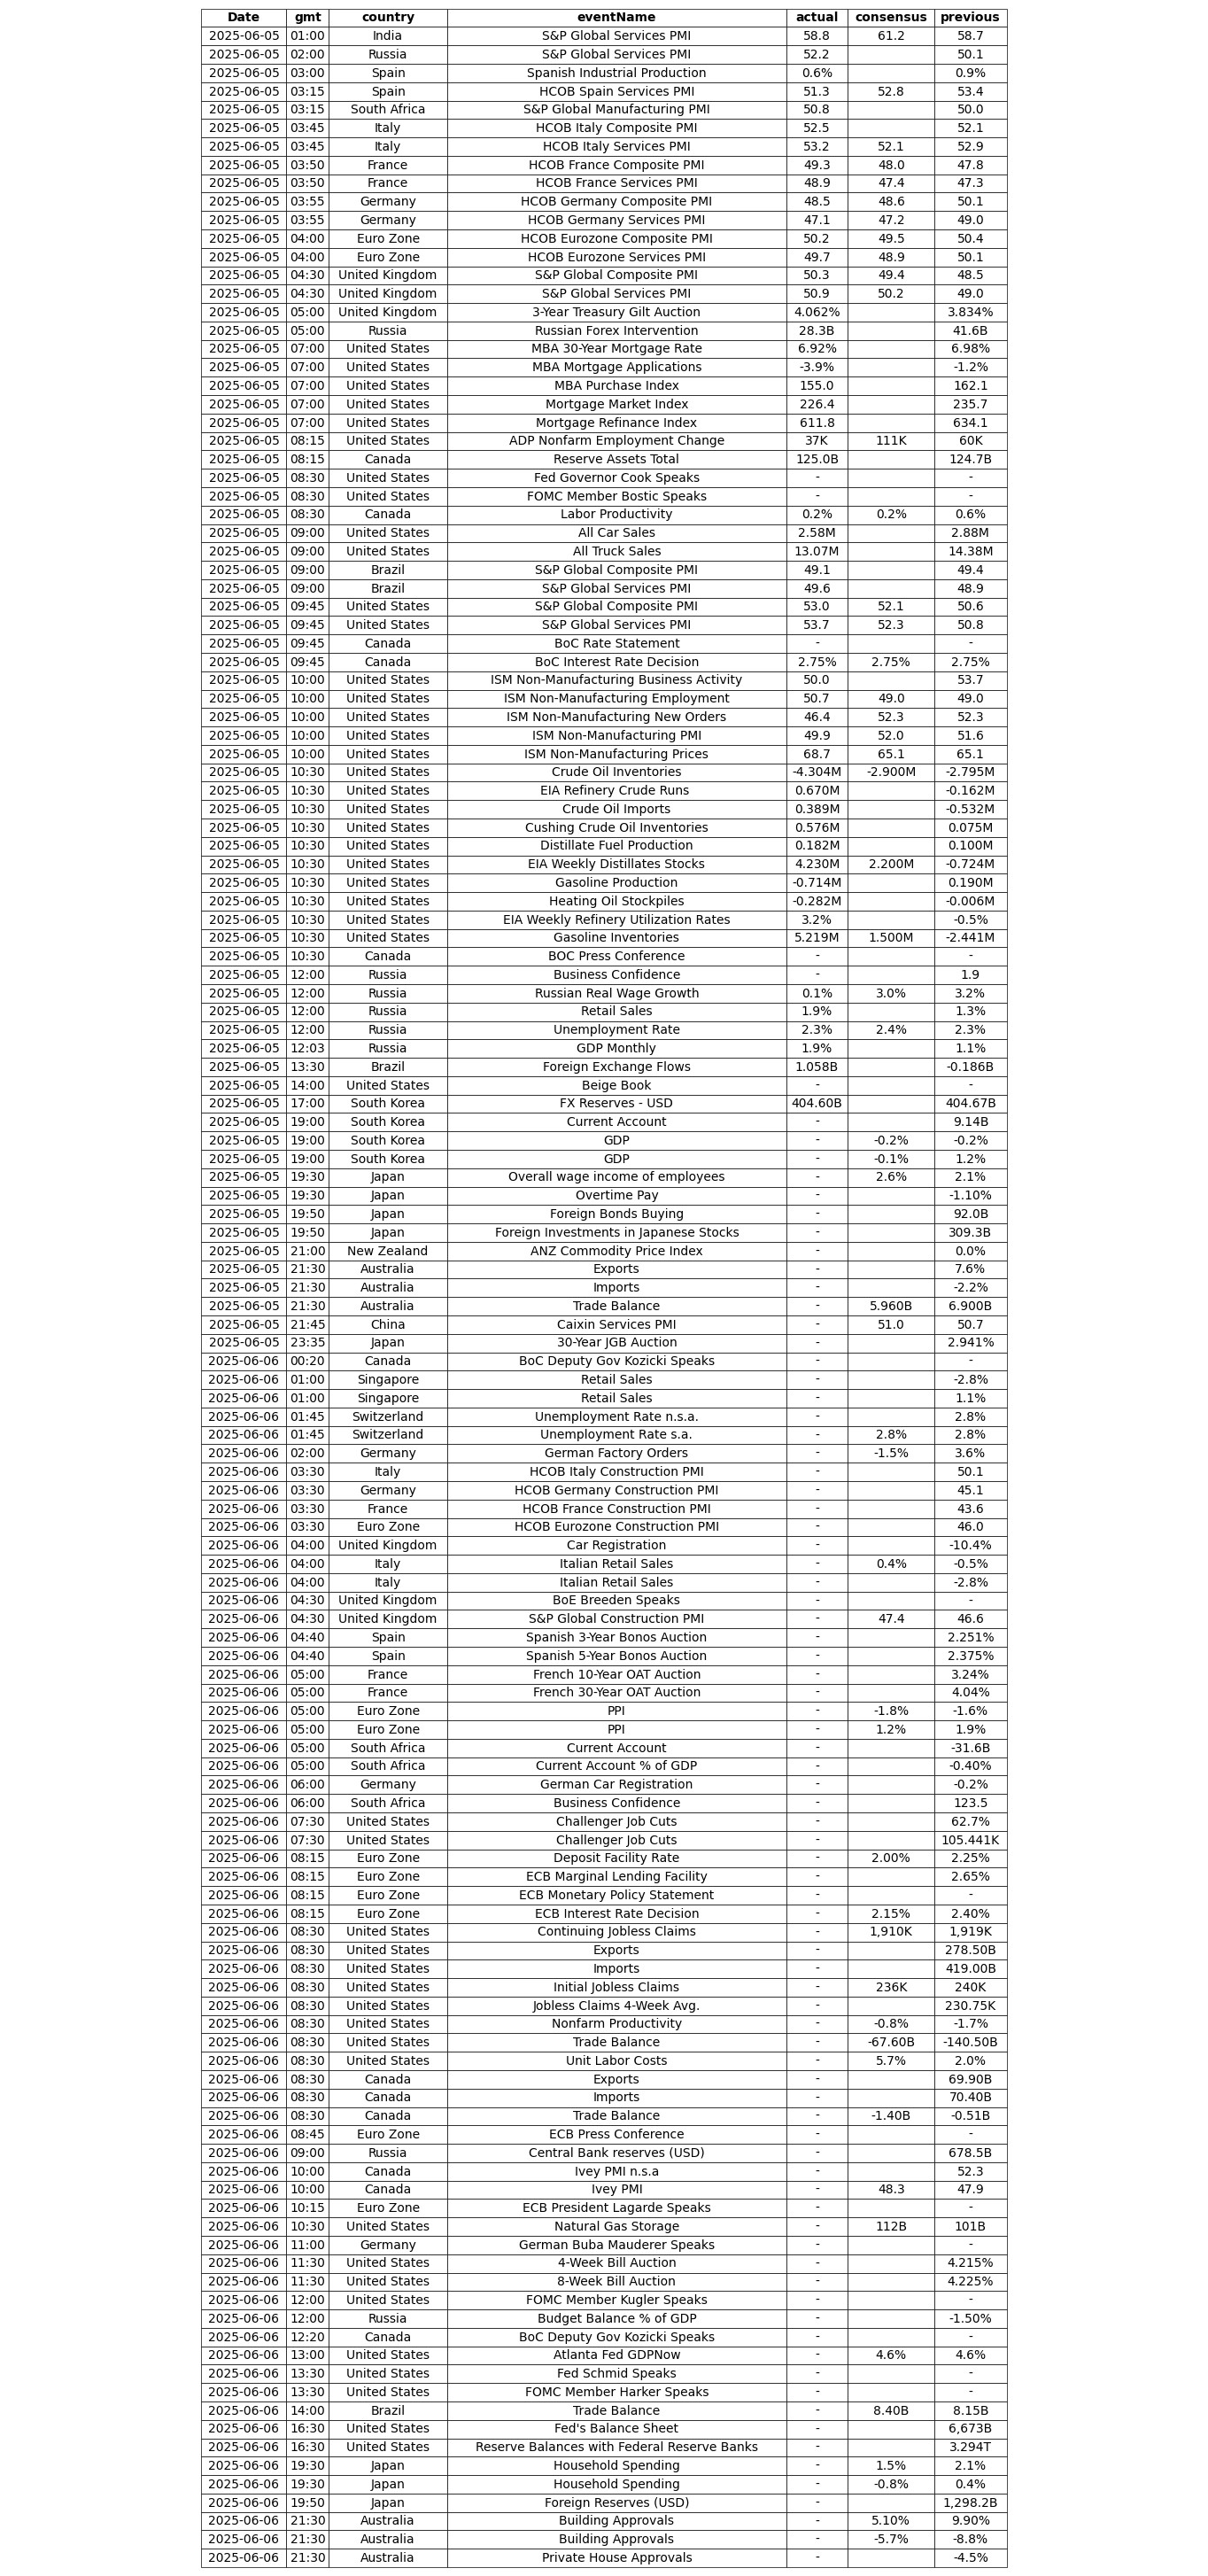 Date gmt country eventName actual consensus previous
2025-06-05 01:00 India S&P Global Services PMI 58.8 61.2 58.7
2025-06-05 02:00 Russia S&P Global Services PMI 52.2 50.1
2025-06-05 03:00 Spain Spanish Industrial Production 0.6% 0.9%
2025-06-05 03:15 Spain HCOB Spain Services PMI 51.3 52.8 53.4
2025-06-05 03:15 South Africa S&P Global Manufacturing PMI 50.8 50.0
2025-06-05 03:45 Italy HCOB Italy Composite PMI 52.5 52.1
2025-06-05 03:45 Italy HCOB Italy Services PMI 53.2 52.1 52.9
2025-06-05 03:50 France HCOB France Composite PMI 49.3 48.0 47.8
2025-06-05 03:50 France HCOB France Services PMI 48.9 47.4 47.3
2025-06-05 03:55 Germany HCOB Germany Composite PMI 48.5 48.6 50.1
2025-06-05 03:55 Germany HCOB Germany Services PMI 47.1 47.2 49.0
2025-06-05 04:00 Euro Zone HCOB Eurozone Composite PMI 50.2 49.5 50.4
2025-06-05 04:00 Euro Zone HCOB Eurozone Services PMI 49.7 48.9 50.1
2025-06-05 04:30 United Kingdom S&P Global Composite PMI 50.3 49.4 48.5
2025-06-05 04:30 United Kingdom S&P Global Services PMI 50.9 50.2 49.0
2025-06-05 05:00 United Kingdom 3-Year Treasury Gilt Auction 4.062% 3.834%
2025-06-05 05:00 Russia Russian Forex Intervention 28.3B 41.6B
2025-06-05 07:00 United States MBA 30-Year Mortgage Rate 6.92% 6.98%
2025-06-05 07:00 United States MBA Mortgage Applications -3.9% -1.2%
2025-06-05 07:00 United States MBA Purchase Index 155.0 162.1
2025-06-05 07:00 United States Mortgage Market Index 226.4 235.7
2025-06-05 07:00 United States Mortgage Refinance Index 611.8 634.1
2025-06-05 08:15 United States ADP Nonfarm Employment Change 37K 111K 60K
2025-06-05 08:15 Canada Reserve Assets Total 125.0B 124.7B
2025-06-05 08:30 United States Fed Governor Cook Speaks - -
2025-06-05 08:30 United States FOMC Member Bostic Speaks - -
2025-06-05 08:30 Canada Labor Productivity 0.2% 0.2% 0.6%
2025-06-05 09:00 United States All Car Sales 2.58M 2.88M
2025-06-05 09:00 United States All Truck Sales 13.07M 14.38M
2025-06-05 09:00 Brazil S&P Global Composite PMI 49.1 49.4
2025-06-05 09:00 Brazil S&P Global Services PMI 49.6 48.9
2025-06-05 09:45 United States S&P Global Composite PMI 53.0 52.1 50.6
2025-06-05 09:45 United States S&P Global Services PMI 53.7 52.3 50.8
2025-06-05 09:45 Canada BoC Rate Statement - -
2025-06-05 09:45 Canada BoC Interest Rate Decision 2.75% 2.75% 2.75%
2025-06-05 10:00 United States ISM Non-Manufacturing Business Activity 50.0 53.7
2025-06-05 10:00 United States ISM Non-Manufacturing Employment 50.7 49.0 49.0
2025-06-05 10:00 United States ISM Non-Manufacturing New Orders 46.4 52.3 52.3
2025-06-05 10:00 United States ISM Non-Manufacturing PMI 49.9 52.0 51.6
2025-06-05 10:00 United States ISM Non-Manufacturing Prices 68.7 65.1 65.1
2025-06-05 10:30 United States Crude Oil Inventories -4.304M -2.900M -2.795M
2025-06-05 10:30 United States EIA Refinery Crude Runs 0.670M -0.162M
2025-06-05 10:30 United States Crude Oil Imports 0.389M -0.532M
2025-06-05 10:30 United States Cushing Crude Oil Inventories 0.576M 0.075M
2025-06-05 10:30 United States Distillate Fuel Production 0.182M 0.100M
2025-06-05 10:30 United States EIA Weekly Distillates Stocks 4.230M 2.200M -0.724M
2025-06-05 10:30 United States Gasoline Production -0.714M 0.190M
2025-06-05 10:30 United States Heating Oil Stockpiles -0.282M -0.006M
2025-06-05 10:30 United States EIA Weekly Refinery Utilization Rates 3.2% -0.5%
2025-06-05 10:30 United States Gasoline Inventories 5.219M 1.500M -2.441M
2025-06-05 10:30 Canada BOC Press Conference - -
2025-06-05 12:00 Russia Business Confidence - 1.9
2025-06-05 12:00 Russia Russian Real Wage Growth 0.1% 3.0% 3.2%
2025-06-05 12:00 Russia Retail Sales 1.9% 1.3%
2025-06-05 12:00 Russia Unemployment Rate 2.3% 2.4% 2.3%
2025-06-05 12:03 Russia GDP Monthly 1.9% 1.1%
2025-06-05 13:30 Brazil Foreign Exchange Flows 1.058B -0.186B
2025-06-05 14:00 United States Beige Book - -
2025-06-05 17:00 South Korea FX Reserves - USD 404.60B 404.67B
2025-06-05 19:00 South Korea Current Account - 9.14B
2025-06-05 19:00 South Korea GDP - -0.2% -0.2%
2025-06-05 19:00 South Korea GDP - -0.1% 1.2%
2025-06-05 19:30 Japan Overall wage income of employees - 2.6% 2.1%
2025-06-05 19:30 Japan Overtime Pay - -1.10%
2025-06-05 19:50 Japan Foreign Bonds Buying - 92.0B
2025-06-05 19:50 Japan Foreign Investments in Japanese Stocks - 309.3B
2025-06-05 21:00 New Zealand ANZ Commodity Price Index - 0.0%
2025-06-05 21:30 Australia Exports - 7.6%
2025-06-05 21:30 Australia Imports - -2.2%
2025-06-05 21:30 Australia Trade Balance - 5.960B 6.900B
2025-06-05 21:45 China Caixin Services PMI - 51.0 50.7
2025-06-05 23:35 Japan 30-Year JGB Auction - 2.941%
2025-06-06 00:20 Canada BoC Deputy Gov Kozicki Speaks - -
2025-06-06 01:00 Singapore Retail Sales - -2.8%
2025-06-06 01:00 Singapore Retail Sales - 1.1%
2025-06-06 01:45 Switzerland Unemployment Rate n.s.a. - 2.8%
2025-06-06 01:45 Switzerland Unemployment Rate s.a. - 2.8% 2.8%
2025-06-06 02:00 Germany German Factory Orders - -1.5% 3.6%
2025-06-06 03:30 Italy HCOB Italy Construction PMI - 50.1
2025-06-06 03:30 Germany HCOB Germany Construction PMI - 45.1
2025-06-06 03:30 France HCOB France Construction PMI - 43.6
2025-06-06 03:30 Euro Zone HCOB Eurozone Construction PMI - 46.0
2025-06-06 04:00 United Kingdom Car Registration - -10.4%
2025-06-06 04:00 Italy Italian Retail Sales - 0.4% -0.5%
2025-06-06 04:00 Italy Italian Retail Sales - -2.8%
2025-06-06 04:30 United Kingdom BoE Breeden Speaks - -
2025-06-06 04:30 United Kingdom S&P Global Construction PMI - 47.4 46.6
2025-06-06 04:40 Spain Spanish 3-Year Bonos Auction - 2.251%
2025-06-06 04:40 Spain Spanish 5-Year Bonos Auction - 2.375%
2025-06-06 05:00 France French 10-Year OAT Auction - 3.24%
2025-06-06 05:00 France French 30-Year OAT Auction - 4.04%
2025-06-06 05:00 Euro Zone PPI - -1.8% -1.6%
2025-06-06 05:00 Euro Zone PPI - 1.2% 1.9%
2025-06-06 05:00 South Africa Current Account - -31.6B
2025-06-06 05:00 South Africa Current Account % of GDP - -0.40%
2025-06-06 06:00 Germany German Car Registration - -0.2%
2025-06-06 06:00 South Africa Business Confidence - 123.5
2025-06-06 07:30 United States Challenger Job Cuts - 62.7%
2025-06-06 07:30 United States Challenger Job Cuts - 105.441K
2025-06-06 08:15 Euro Zone Deposit Facility Rate - 2.00% 2.25%
2025-06-06 08:15 Euro Zone ECB Marginal Lending Facility - 2.65%
2025-06-06 08:15 Euro Zone ECB Monetary Policy Statement - -
2025-06-06 08:15 Euro Zone ECB Interest Rate Decision - 2.15% 2.40%
2025-06-06 08:30 United States Continuing Jobless Claims - 1,910K 1,919K
2025-06-06 08:30 United States Exports - 278.50B
2025-06-06 08:30 United States Imports - 419.00B
2025-06-06 08:30 United States Initial Jobless Claims - 236K 240K
2025-06-06 08:30 United States Jobless Claims 4-Week Avg. - 230.75K
2025-06-06 08:30 United States Nonfarm Productivity - -0.8% -1.7%
2025-06-06 08:30 United States Trade Balance - -67.60B -140.50B
2025-06-06 08:30 United States Unit Labor Costs - 5.7% 2.0%
2025-06-06 08:30 Canada Exports - 69.90B
2025-06-06 08:30 Canada Imports - 70.40B
2025-06-06 08:30 Canada Trade Balance - -1.40B -0.51B
2025-06-06 08:45 Euro Zone ECB Press Conference - -
2025-06-06 09:00 Russia Central Bank reserves (USD) - 678.5B
2025-06-06 10:00 Canada Ivey PMI n.s.a - 52.3
2025-06-06 10:00 Canada Ivey PMI - 48.3 47.9
2025-06-06 10:15 Euro Zone ECB President Lagarde Speaks - -
2025-06-06 10:30 United States Natural Gas Storage - 112B 101B
2025-06-06 11:00 Germany German Buba Mauderer Speaks - -
2025-06-06 11:30 United States 4-Week Bill Auction - 4.215%
2025-06-06 11:30 United States 8-Week Bill Auction - 4.225%
2025-06-06 12:00 United States FOMC Member Kugler Speaks - -
2025-06-06 12:00 Russia Budget Balance % of GDP - -1.50%
2025-06-06 12:20 Canada BoC Deputy Gov Kozicki Speaks - -
2025-06-06 13:00 United States Atlanta Fed GDPNow - 4.6% 4.6%
2025-06-06 13:30 United States Fed Schmid Speaks - -
2025-06-06 13:30 United States FOMC Member Harker Speaks - -
2025-06-06 14:00 Brazil Trade Balance - 8.40B 8.15B
2025-06-06 16:30 United States Fed's Balance Sheet - 6,673B
2025-06-06 16:30 United States Reserve Balances with Federal Reserve Banks - 3.294T
2025-06-06 19:30 Japan Household Spending - 1.5% 2.1%
2025-06-06 19:30 Japan Household Spending - -0.8% 0.4%
2025-06-06 19:50 Japan Foreign Reserves (USD) - 1,298.2B
2025-06-06 21:30 Australia Building Approvals - 5.10% 9.90%
2025-06-06 21:30 Australia Building Approvals - -5.7% -8.8%
2025-06-06 21:30 Australia Private House Approvals - -4.5%